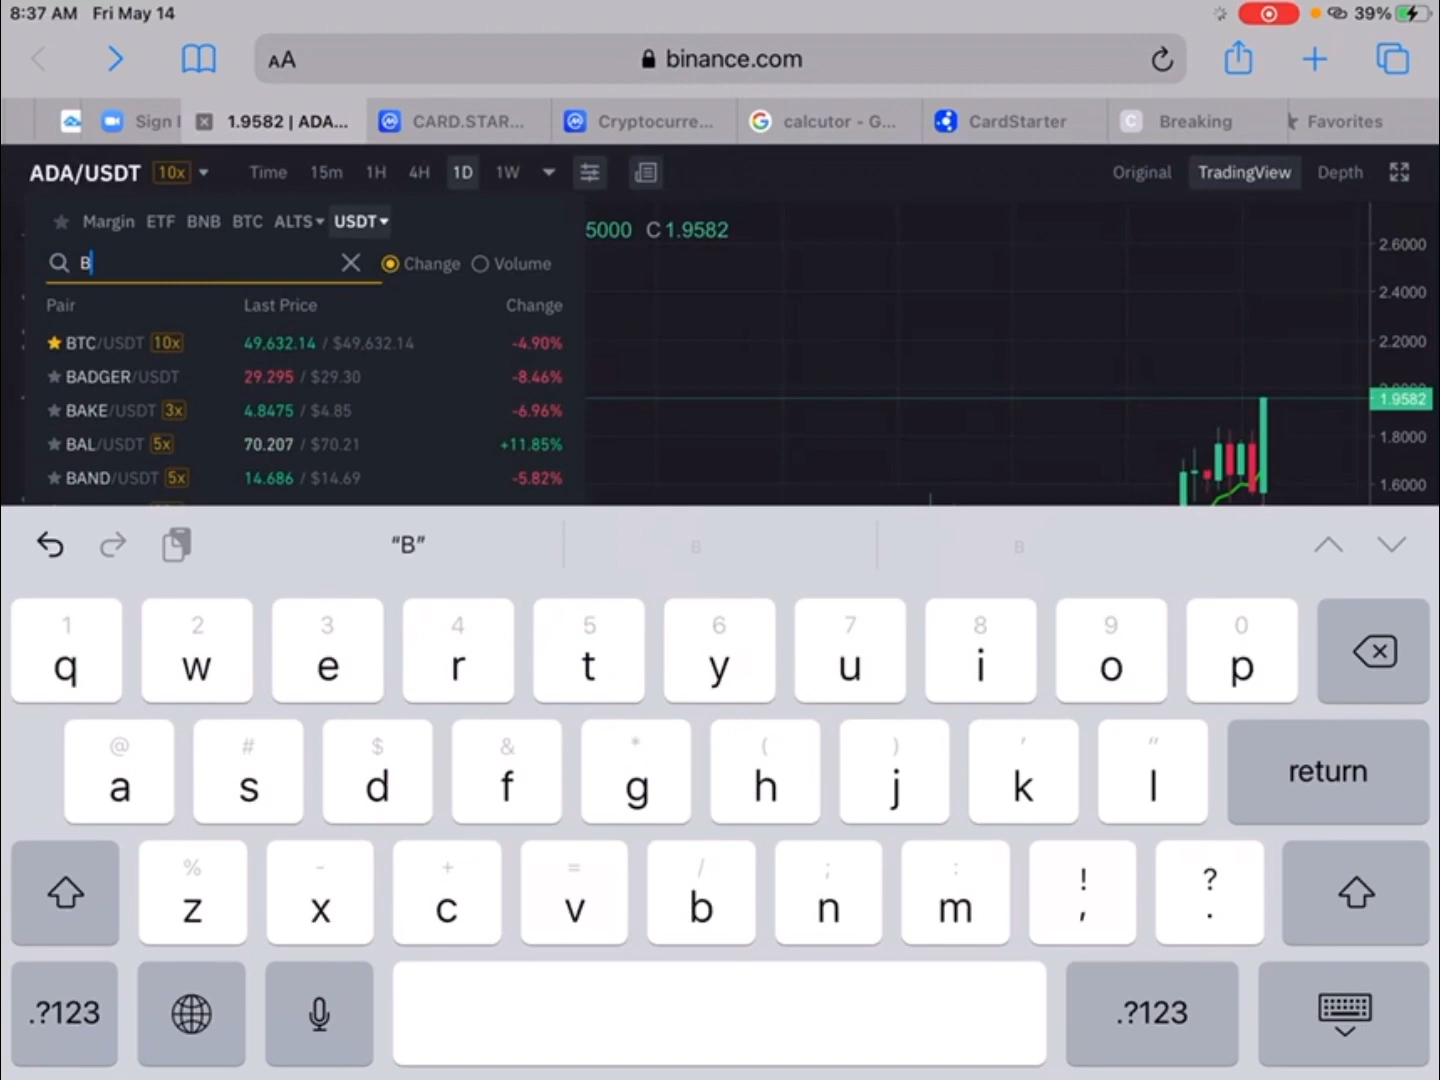 8:37 AM Fri May 14 39%
AA binance.com
Sign I 1.9582 | ADA... CARD.STAR... Cryptocurre... calcutor - G... CardStarter C Breaking Favorites
ADA/USDT 10x Time 15m 1H 4H 1D 1W Original TradingView Depth
Margin ETF BNB BTC ALTS USDT 5000 C 1.9582
B Change Volume
Pair Last Price Change
BTC/USDT 10x 49,632.14 / $49,632.14 -4.90%
BADGER/USDT 29.295 / $29.30 -8.46%
BAKE/USDT 3x 4.8475 / $4.85 -6.96%
BAL/USDT 5x 70.207 / $70.21 +11.85%
BAND/USDT 5x 14.686 / $14.69 -5.82%
2.6000
2.4000
2.2000
1.9582
1.8000
1.6000
"B" B B
1 2 3 4 5 6 7 8 9 0
q w e r t y u i o p
@ # $ & * ( ) ' "
a s d f g h j k l return
% - + = / ; : ! ?
z x c v b n m , .
.?123 .?123